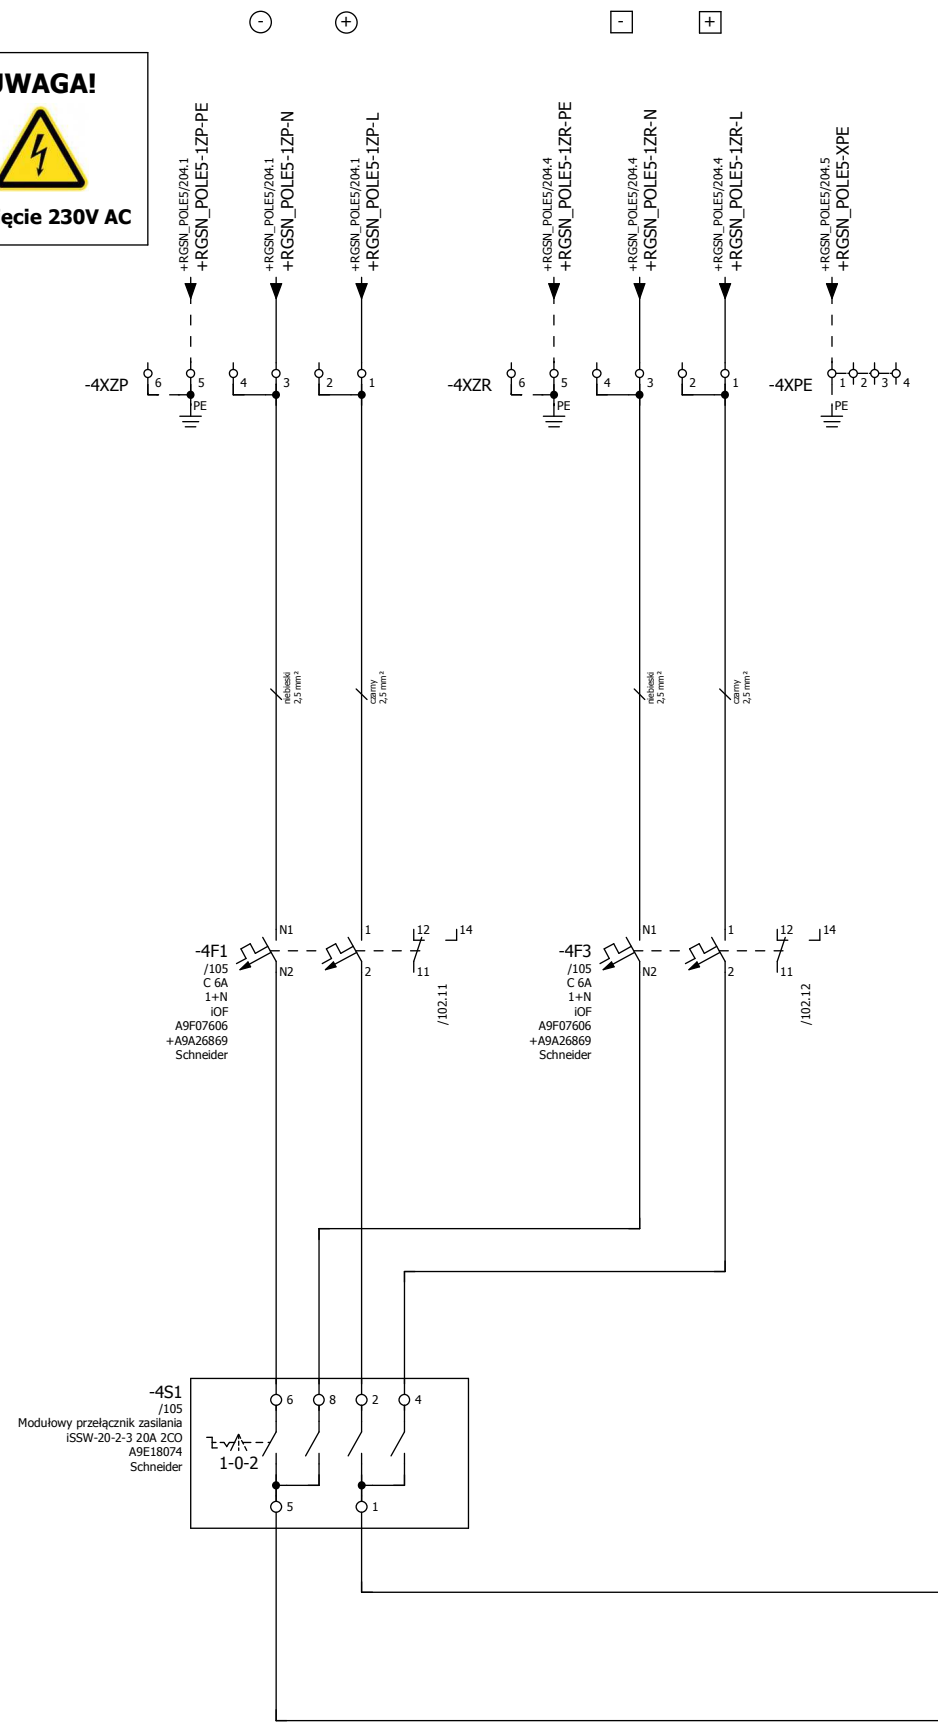 -
+
-
+
UWAGA!
ęcie 230V AC
+RGSN_POLE5/204.1
+RGSN_POLE5-1ZP-PE
+RGSN_POLE5/204.1
+RGSN_POLE5-1ZP-N
+RGSN_POLE5/204.1
+RGSN_POLE5-1ZP-L
+RGSN_POLE5/204.4
+RGSN_POLE5-1ZR-PE
+RGSN_POLE5/204.4
+RGSN_POLE5-1ZR-N
+RGSN_POLE5/204.4
+RGSN_POLE5-1ZR-L
+RGSN_POLE5/204.5
+RGSN_POLE5-XPE
-4XZP
6
5
4
3
2
1
PE
-4XZR
6
5
4
3
2
1
PE
-4XPE
1
2
3
4
PE
niebieski
2,5 mm²
czarny
2,5 mm²
niebieski
2,5 mm²
czarny
2,5 mm²
-4F1
/105
C 6A
1+N
iOF
A9F07606
+A9A26869
Schneider
N1
N2
1
2
12
14
11
/102.11
-4F3
/105
C 6A
1+N
iOF
A9F07606
+A9A26869
Schneider
N1
N2
1
2
12
14
11
/102.12
-4S1
/105
Modułowy przełącznik zasilania
iSSW-20-2-3 20A 2CO
A9E18074
Schneider
6
8
2
4
1-0-2
5
1